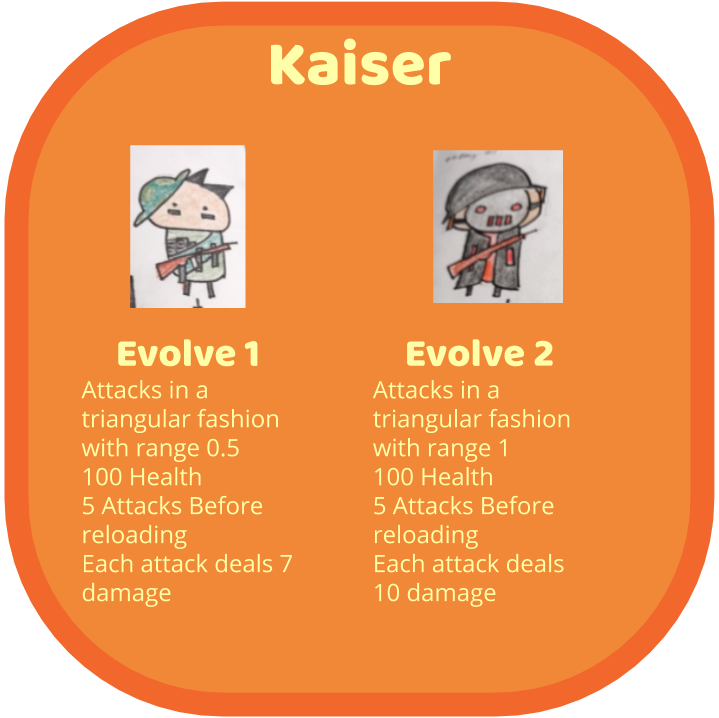 Kaiser
Evolve 1
Attacks in a
triangular fashion
with range 0.5
100 Health
5 Attacks Before
reloading
Each attack deals 7
damage
Evolve 2
Attacks in a
triangular fashion
with range 1
100 Health
5 Attacks Before
reloading
Each attack deals
10 damage